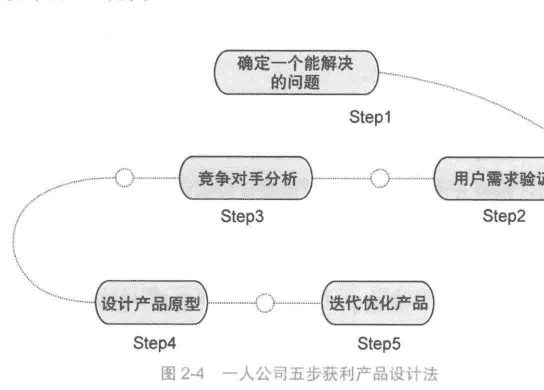 确定一个能解决
的问题
Step1
用户需求验证
Step2
竞争对手分析
Step3
设计产品原型
Step4
迭代优化产品
Step5
图 2-4 一人公司五步获利产品设计法